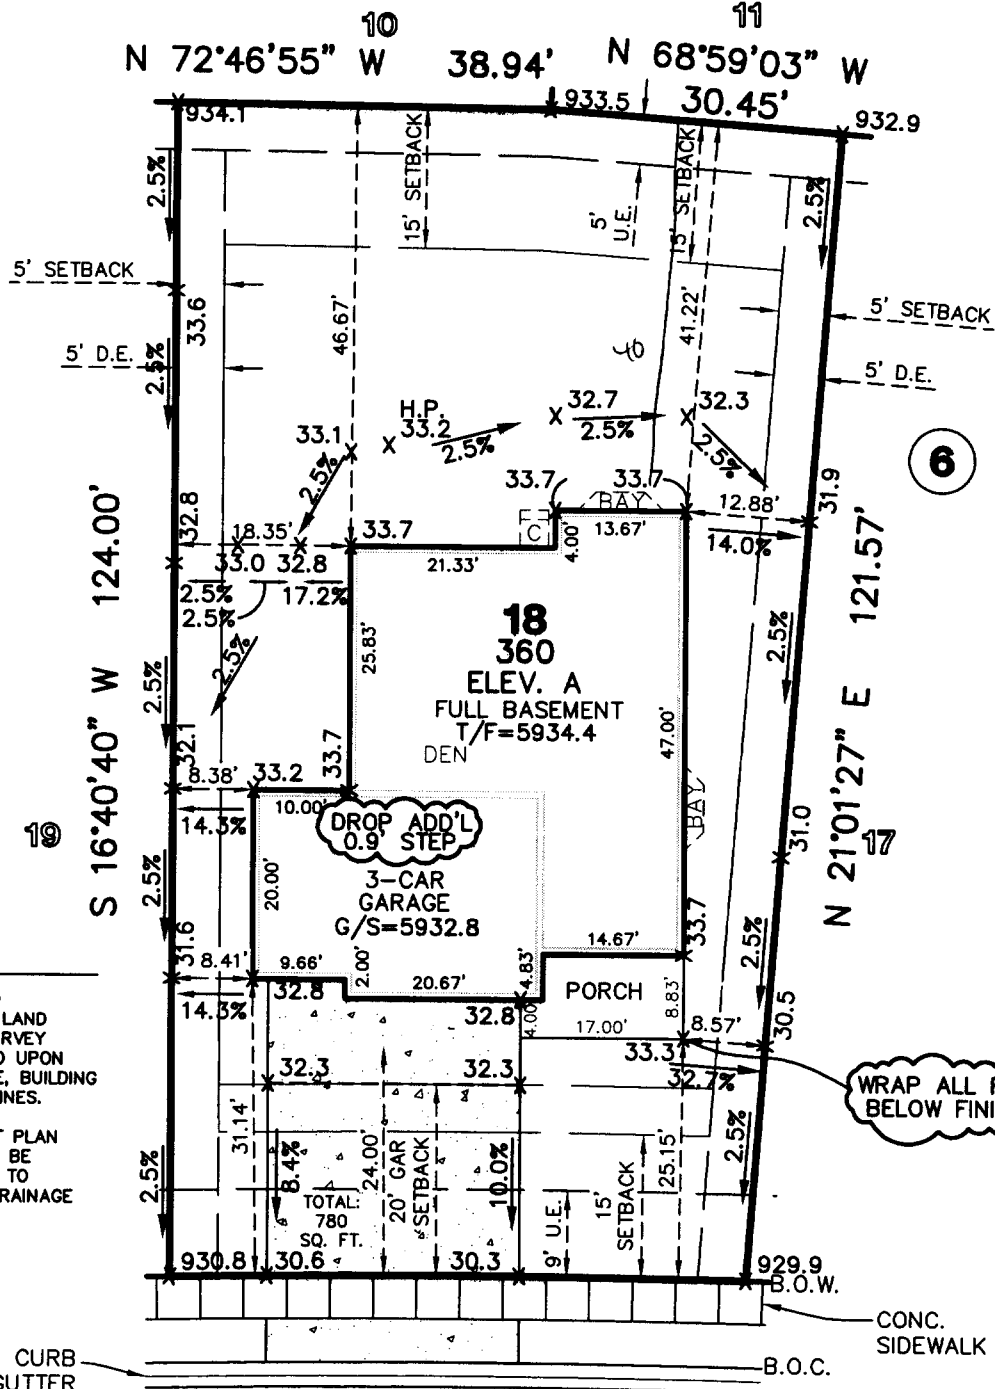 10
11
N 72°46'55" W
38.94'
N 68°59'03" W
30.45'
934.1
933.5
932.9
2.5%
15' SETBACK
5' U.E.
15' SETBACK
2.5%
5' SETBACK
33.6
46.67'
41.22'
5' SETBACK
5' D.E.
2.5%
5' D.E.
H.P.
33.1
33.2
2.5%
32.7
2.5%
32.3
2.5%
2.5%
6
33.7
33.7
BAY
12.88'
31.9
32.8
18.35'
33.7
C
4.00'
13.67'
14.0%
33.0
32.8
21.33'
2.5%
17.2%
2.5%
S 16°40'40" W 124.00'
N 21°01'27" E 121.57'
2.5%
25.83'
18
360
ELEV. A
FULL BASEMENT
T/F=5934.4
DEN
47.00'
2.5%
2.5%
32.1
8.38'
33.2
33.7
10.00'
BAY
14.3%
DROP ADD'L
0.9' STEP
31.0
19
17
3-CAR
GARAGE
G/S=5932.8
20.00'
2.5%
31.6
8.41'
9.66'
2.00'
20.67'
4.83'
14.67'
33.7
2.5%
14.3%
32.8
32.8
4.00'
PORCH
17.00'
8.83'
8.57'
30.5
LAND
RVEY
UPON
, BUILDING
INES.
PLAN
BE
TO
RAINAGE
32.3
32.3
33.3
32.7%
WRAP ALL
BELOW FINI
31.14'
8.4%
24.00'
20' GAR
SETBACK
10.0%
15'
SETBACK
25.15'
2.5%
2.5%
TOTAL:
780
SQ. FT.
9' U.E.
930.8
30.6
30.3
929.9
B.O.W.
CONC.
SIDEWALK
CURB
GUTTER
B.O.C.